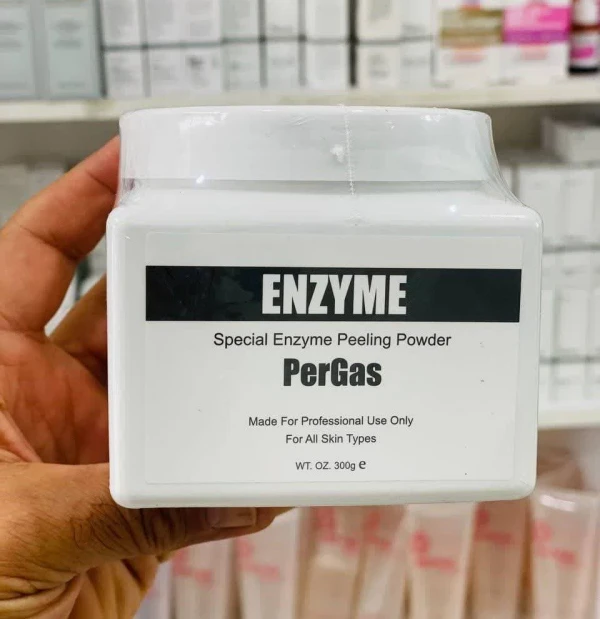 ENZYME
Special Enzyme Peeling Powder
PerGas
Made For Professional Use Only
For All Skin Types
WT. OZ. 300g ℮